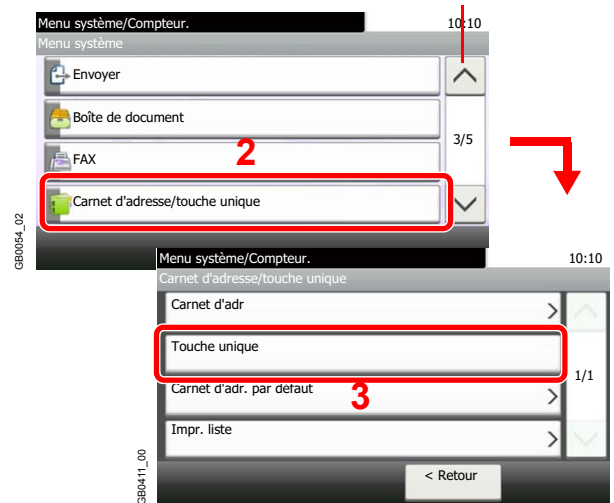 Menu système/Compteur. 10:10
Menu système
Envoyer
Boîte de document
3/5
FAX
2
Carnet d'adresse/touche unique
GB0054_02
Menu système/Compteur. 10:10
Carnet d'adresse/touche unique
Carnet d'adr
Touche unique
1/1
Carnet d'adr. par défaut
3
Impr. liste
< Retour
GB0411_00